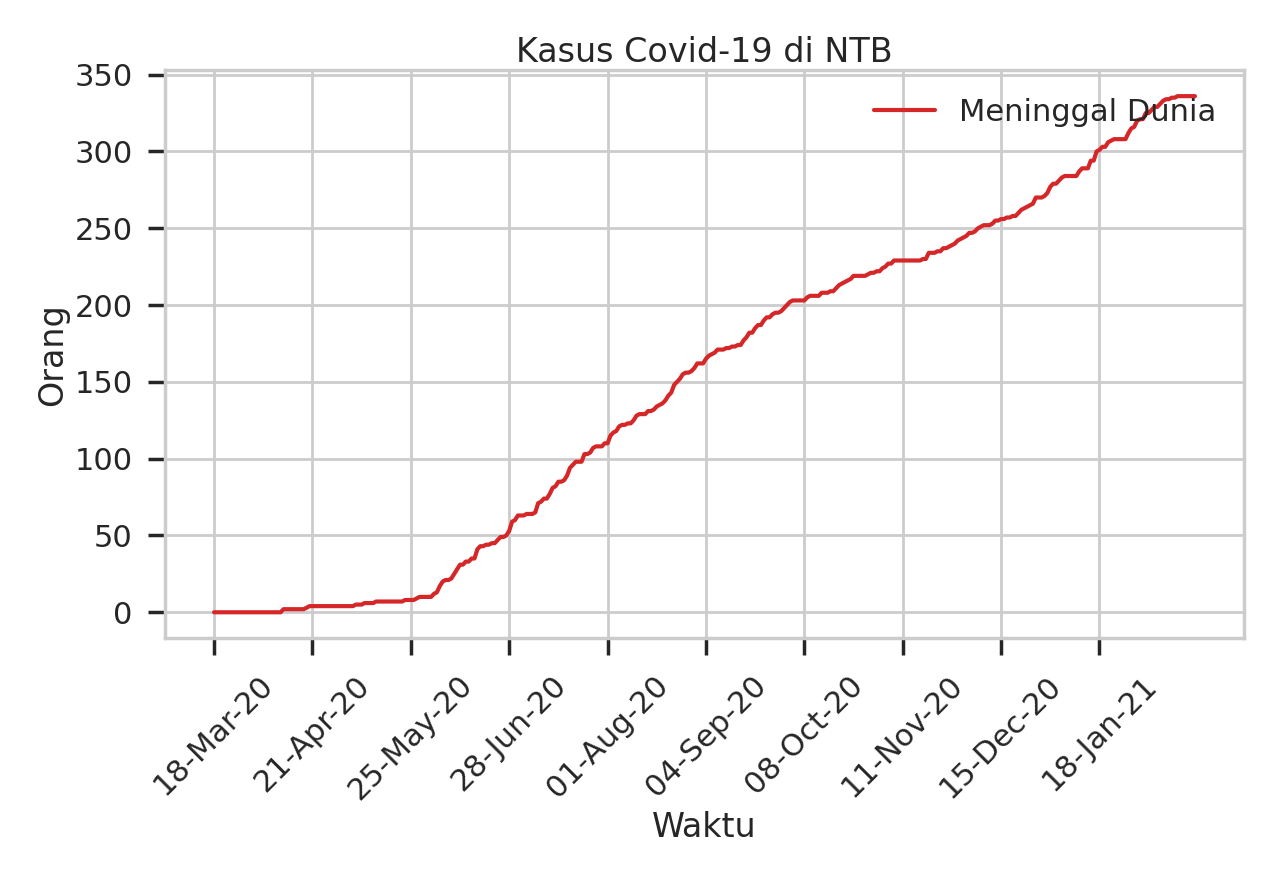 Kasus Covid-19 di NTB
Meninggal Dunia
350
300
250
200
150
100
50
0
Orang
18-Mar-20
21-Apr-20
25-May-20
28-Jun-20
01-Aug-20
04-Sep-20
08-Oct-20
11-Nov-20
15-Dec-20
18-Jan-21
Waktu